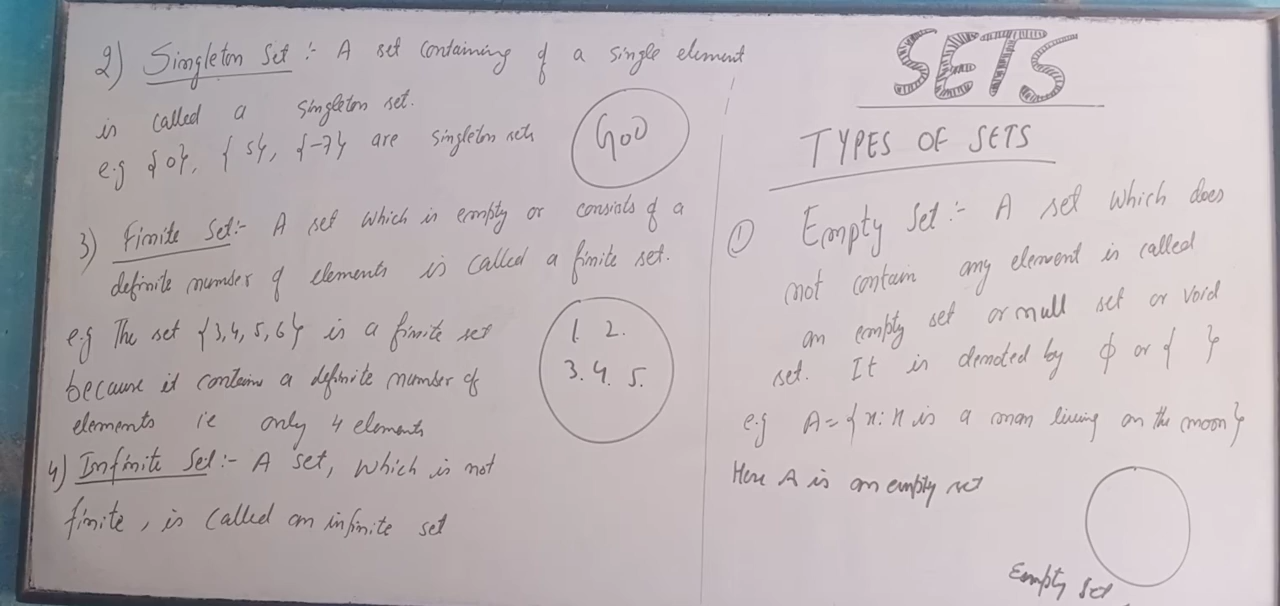 SETS
TYPES OF SETS
① Empty Set :- A set which does
not contain any element is called
an empty set or null set or void
set. It is denoted by ϕ or { }
e.g A = {x: x is a man living on the moon}
Here A is an empty set
Empty Set
2) Singleton Set :- A set containing of a single element
is called a singleton set.
e.g {0}, {5}, {-7} are singleton sets
GOD
3) Finite Set :- A set which is empty or consists of a
definite number of elements is called a finite set.
e.g The set {3,4,5,6} is a finite set
because it contains a definite number of
elements ie only 4 elements
1. 2.
3. 4. 5.
4) Infinite Set :- A set, which is not
finite, is called an infinite set